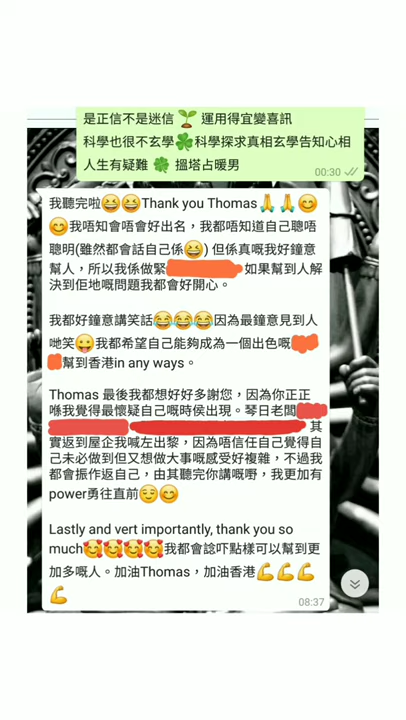 是正信不是迷信🌱 運用得宜變喜訊
科學也很不玄學☘️科學探求真相玄學告知心相
人生有疑難 🍀 搵塔占暖男
00:30
我聽完啦😆😆Thank you Thomas🙏🙏😊
😊我唔知會唔會好出名，我都唔知道自己聰唔
聰明(雖然都會話自己係😆) 但係真嘅我好鐘意
幫人，所以我係做緊 如果幫到人解
決到佢地嘅問題我都會好開心。
我都好鐘意講笑話😂😂😂因為最鐘意見到人
哋笑😛我都希望自己能夠成為一個出色嘅
幫到香港in any ways。
Thomas 最後我都想好好多謝您，因為你正正
喺我覺得最懷疑自己嘅時侯出現。琴日老闆
其
實返到屋企我喊左出黎，因為唔信任自己覺得自
己未必做到但又想做大事嘅感受好複雜，不過我
都會振作返自己，由其聽完你講嘅嘢，我更加有
power勇往直前😌😊
Lastly and vert importantly, thank you so
much🥰🥰🥰🥰我都會諗吓點樣可以幫到更
加多嘅人。加油Thomas，加油香港💪💪💪
💪
08:37